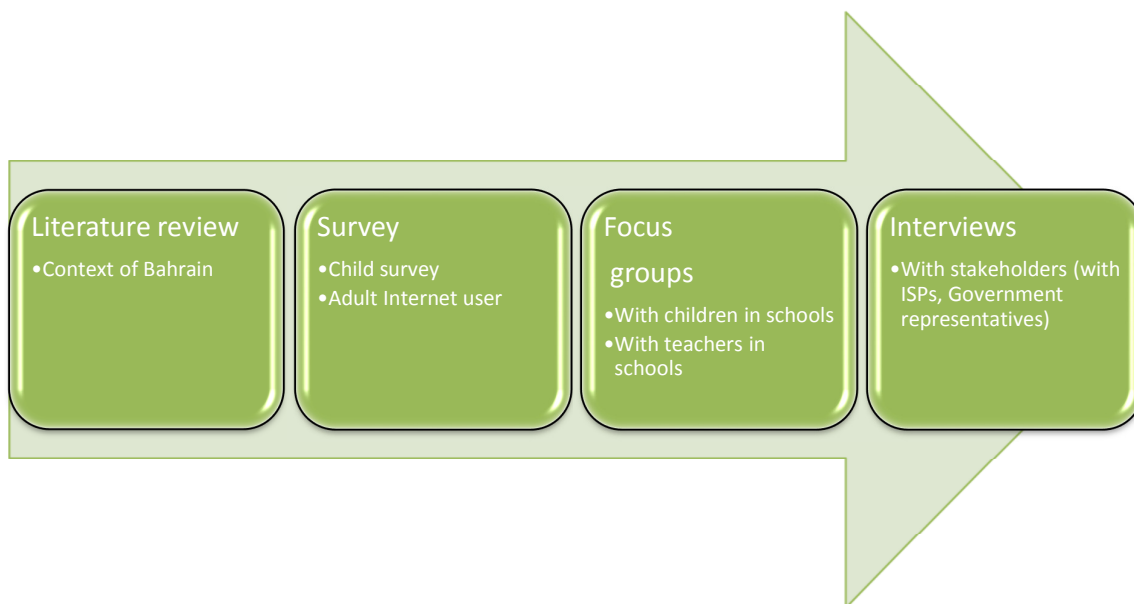 Literature review
•Context of Bahrain
Survey
•Child survey
•Adult Internet user
Focus
groups
•With children in schools
•With teachers in
schools
Interviews
•With stakeholders (with
ISPs, Government
representatives)